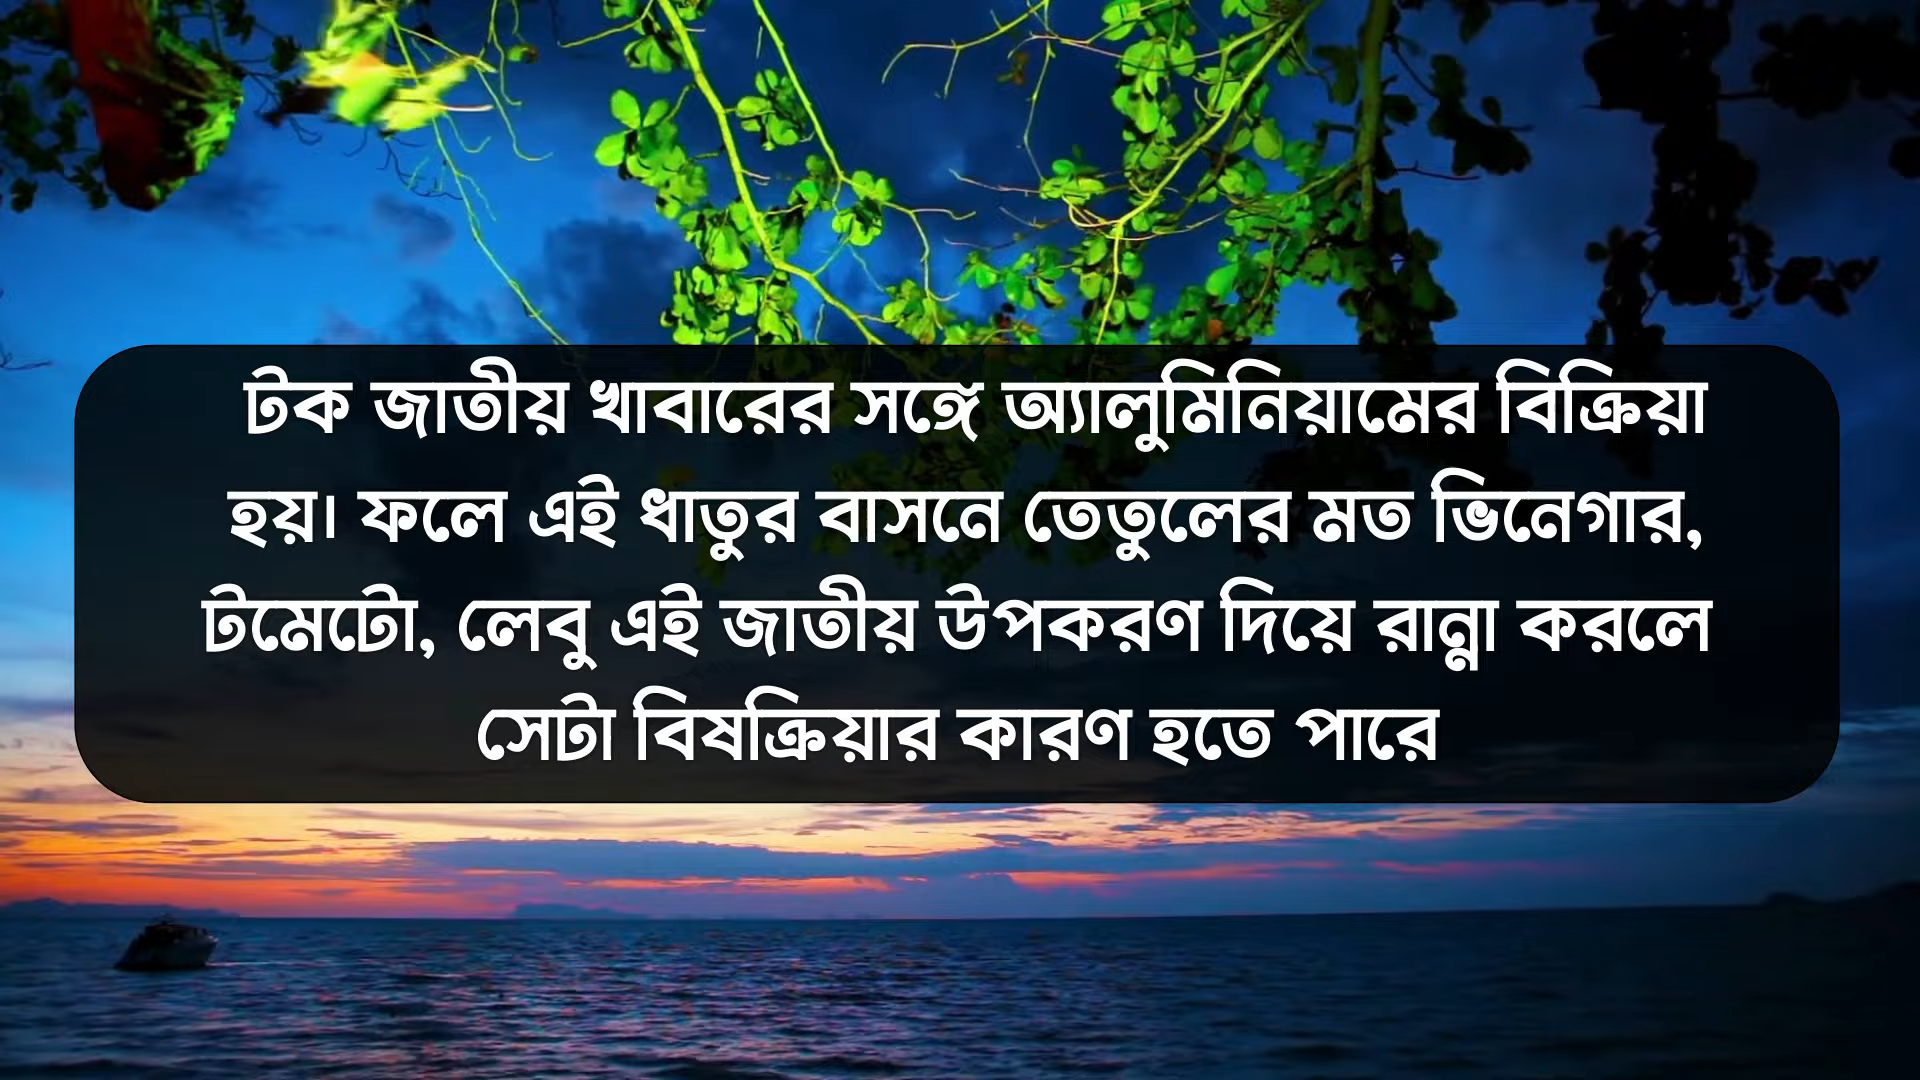 টক জাতীয় খাবারের সঙ্গে অ্যালুমিনিয়ামের বিক্রিয়া
হয়। ফলে এই ধাতুর বাসনে তেতুলের মত ভিনেগার,
টমেটো, লেবু এই জাতীয় উপকরণ দিয়ে রান্না করলে
সেটা বিষক্রিয়ার কারণ হতে পারে